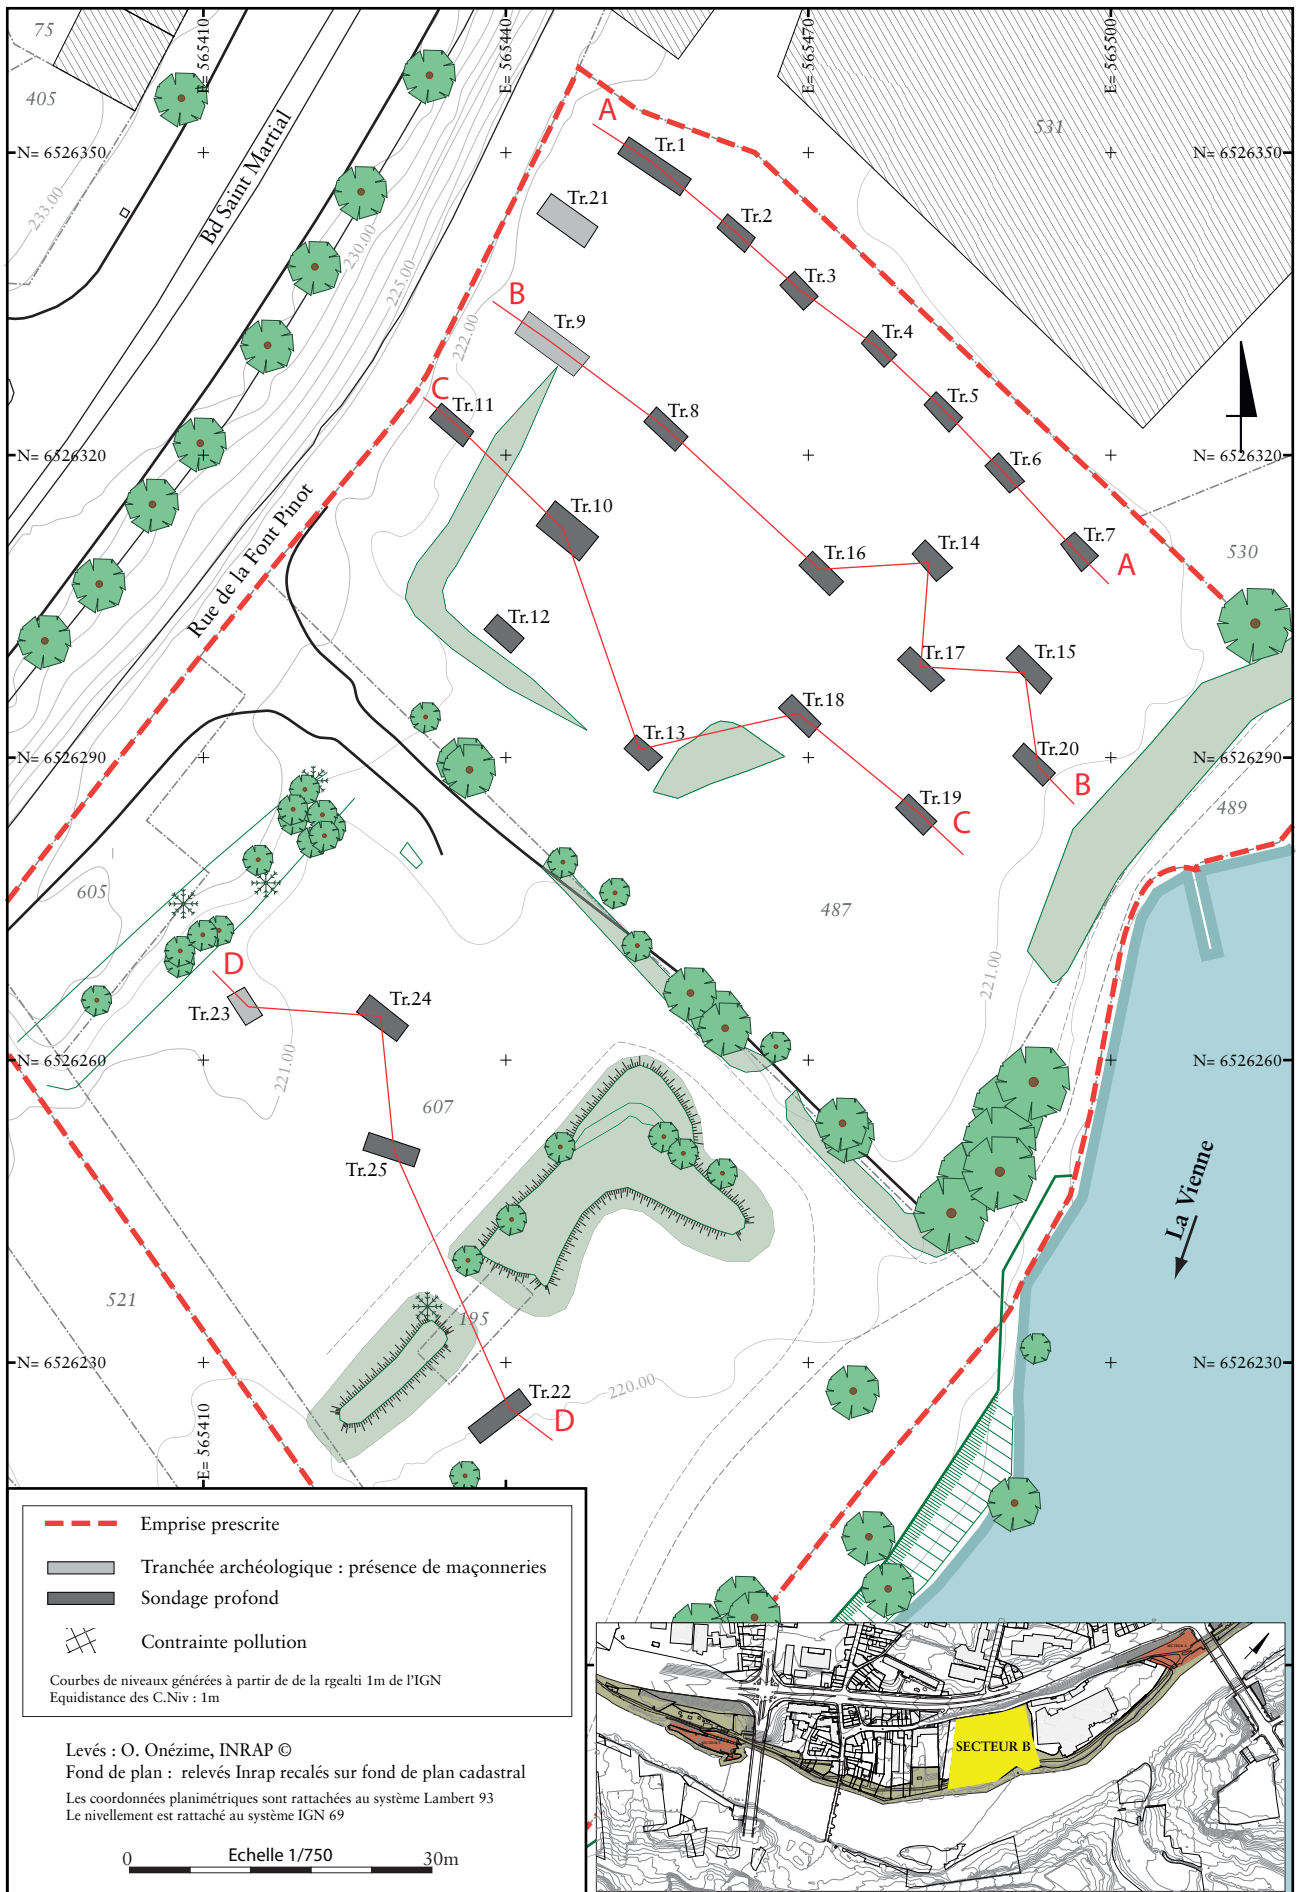 75
405
E= 565410
E= 565440
E= 565470
E= 565500
531
A
Tr.1
N= 6526350
N= 6526350
Bd Saint Martial
233.00
230.00
225.00
222.00
Tr.21
Tr.2
Tr.3
B
Tr.9
Tr.4
C
Tr.11
Tr.8
Tr.5
N= 6526320
N= 6526320
Tr.6
Rue de la Font Pinot
Tr.10
Tr.16
Tr.14
Tr.7
A
530
Tr.12
Tr.17
Tr.15
Tr.18
Tr.13
N= 6526290
Tr.20
N= 6526290
B
Tr.19
C
489
605
487
D
221.00
Tr.23
Tr.24
N= 6526260
N= 6526260
221.00
607
Tr.25
La Vienne
521
195
N= 6526230
N= 6526230
220.00
Tr.22
D
E= 565410
Emprise prescrite
Tranchée archéologique : présence de maçonneries
Sondage profond
Contrainte pollution
Courbes de niveaux générées à partir de de la rgealti 1m de l'IGN
Equidistance des C.Niv : 1m
Levés : O. Onézime, INRAP ©
Fond de plan : relevés Inrap recalés sur fond de plan cadastral
Les coordonnées planimétriques sont rattachées au système Lambert 93
Le nivellement est rattaché au système IGN 69
Echelle 1/750
0
30m
SECTEUR B